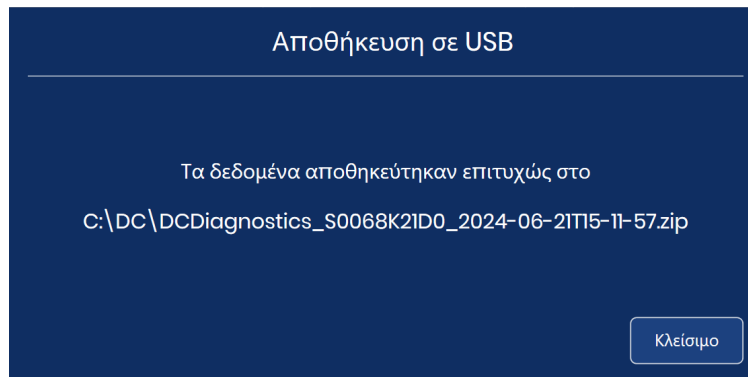 Αποθήκευση σε USB
Τα δεδομένα αποθηκεύτηκαν επιτυχώς στο
C:\DC\DCDiagnostics_S0068K21D0_2024-06-21T15-11-57.zip
Κλείσιμο